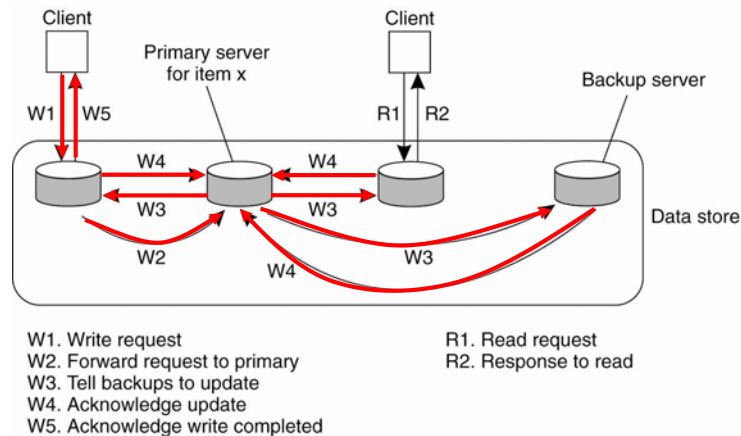 Client
Client
Primary server
for item x
Backup server
W1
W5
R1
R2
W4
W4
W3
W3
Data store
W2
W4
W3
W1. Write request
W2. Forward request to primary
W3. Tell backups to update
W4. Acknowledge update
W5. Acknowledge write completed
R1. Read request
R2. Response to read